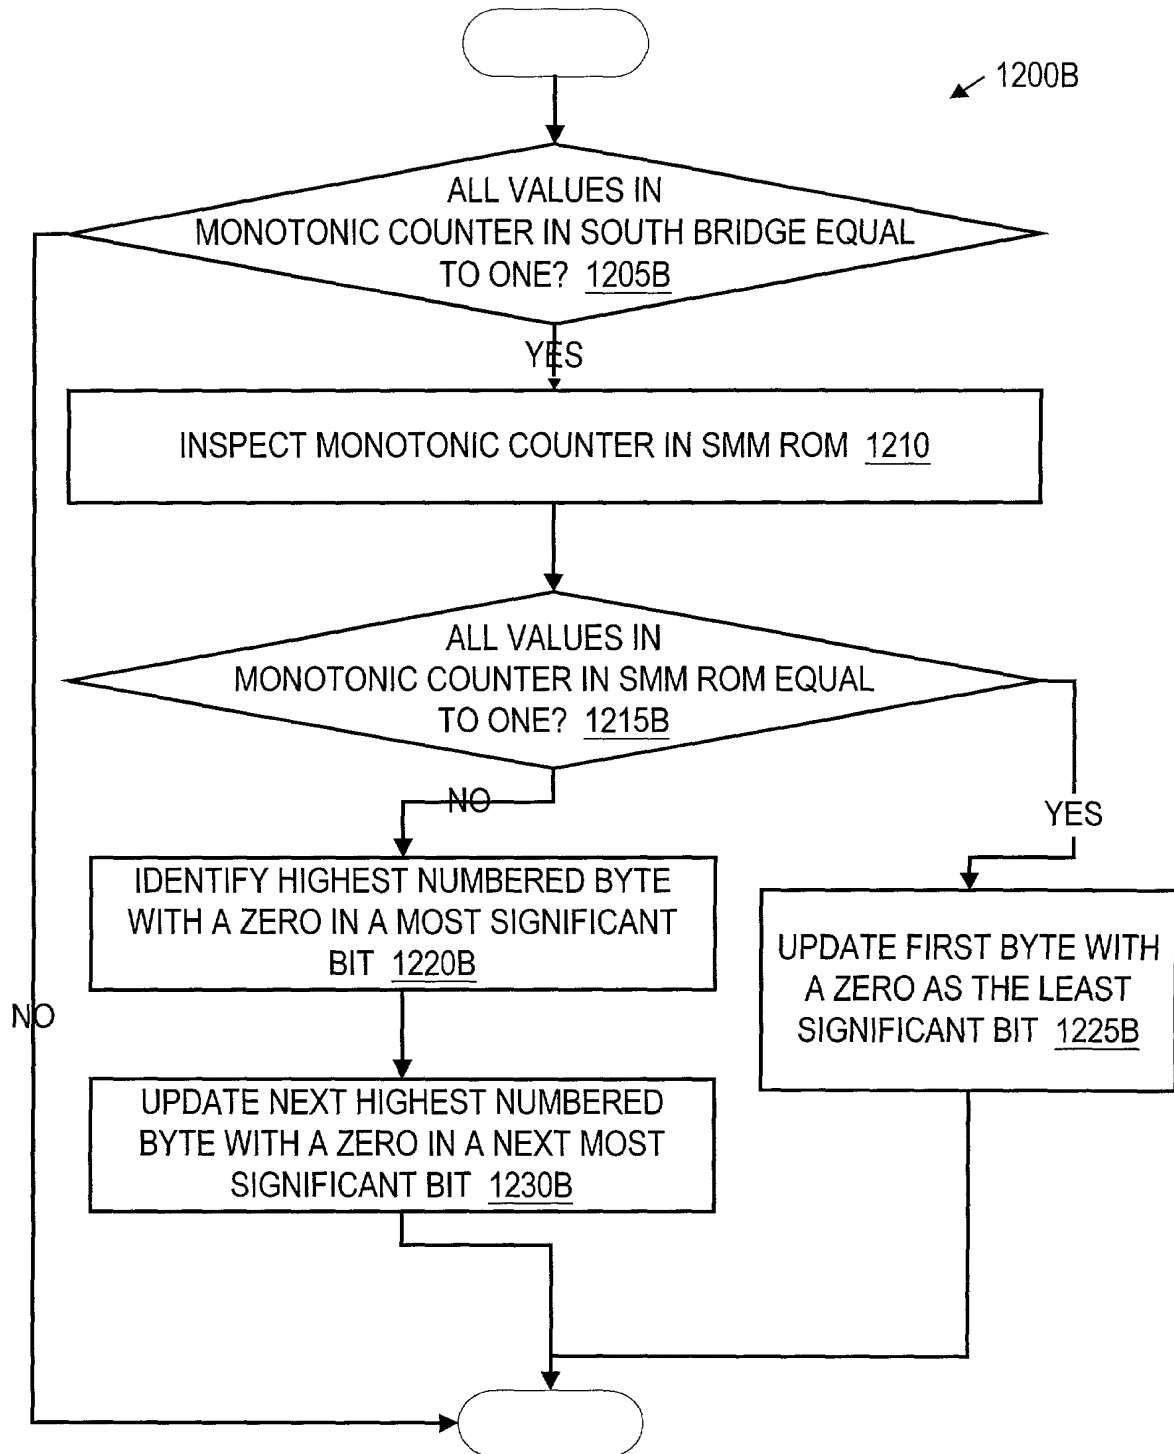 1200B
ALL VALUES IN
MONOTONIC COUNTER IN SOUTH BRIDGE EQUAL
TO ONE? 1205B
YES
INSPECT MONOTONIC COUNTER IN SMM ROM 1210
ALL VALUES IN
MONOTONIC COUNTER IN SMM ROM EQUAL
TO ONE? 1215B
NO
YES
IDENTIFY HIGHEST NUMBERED BYTE
WITH A ZERO IN A MOST SIGNIFICANT
BIT 1220B
UPDATE FIRST BYTE WITH
A ZERO AS THE LEAST
SIGNIFICANT BIT 1225B
NO
UPDATE NEXT HIGHEST NUMBERED
BYTE WITH A ZERO IN A NEXT MOST
SIGNIFICANT BIT 1230B